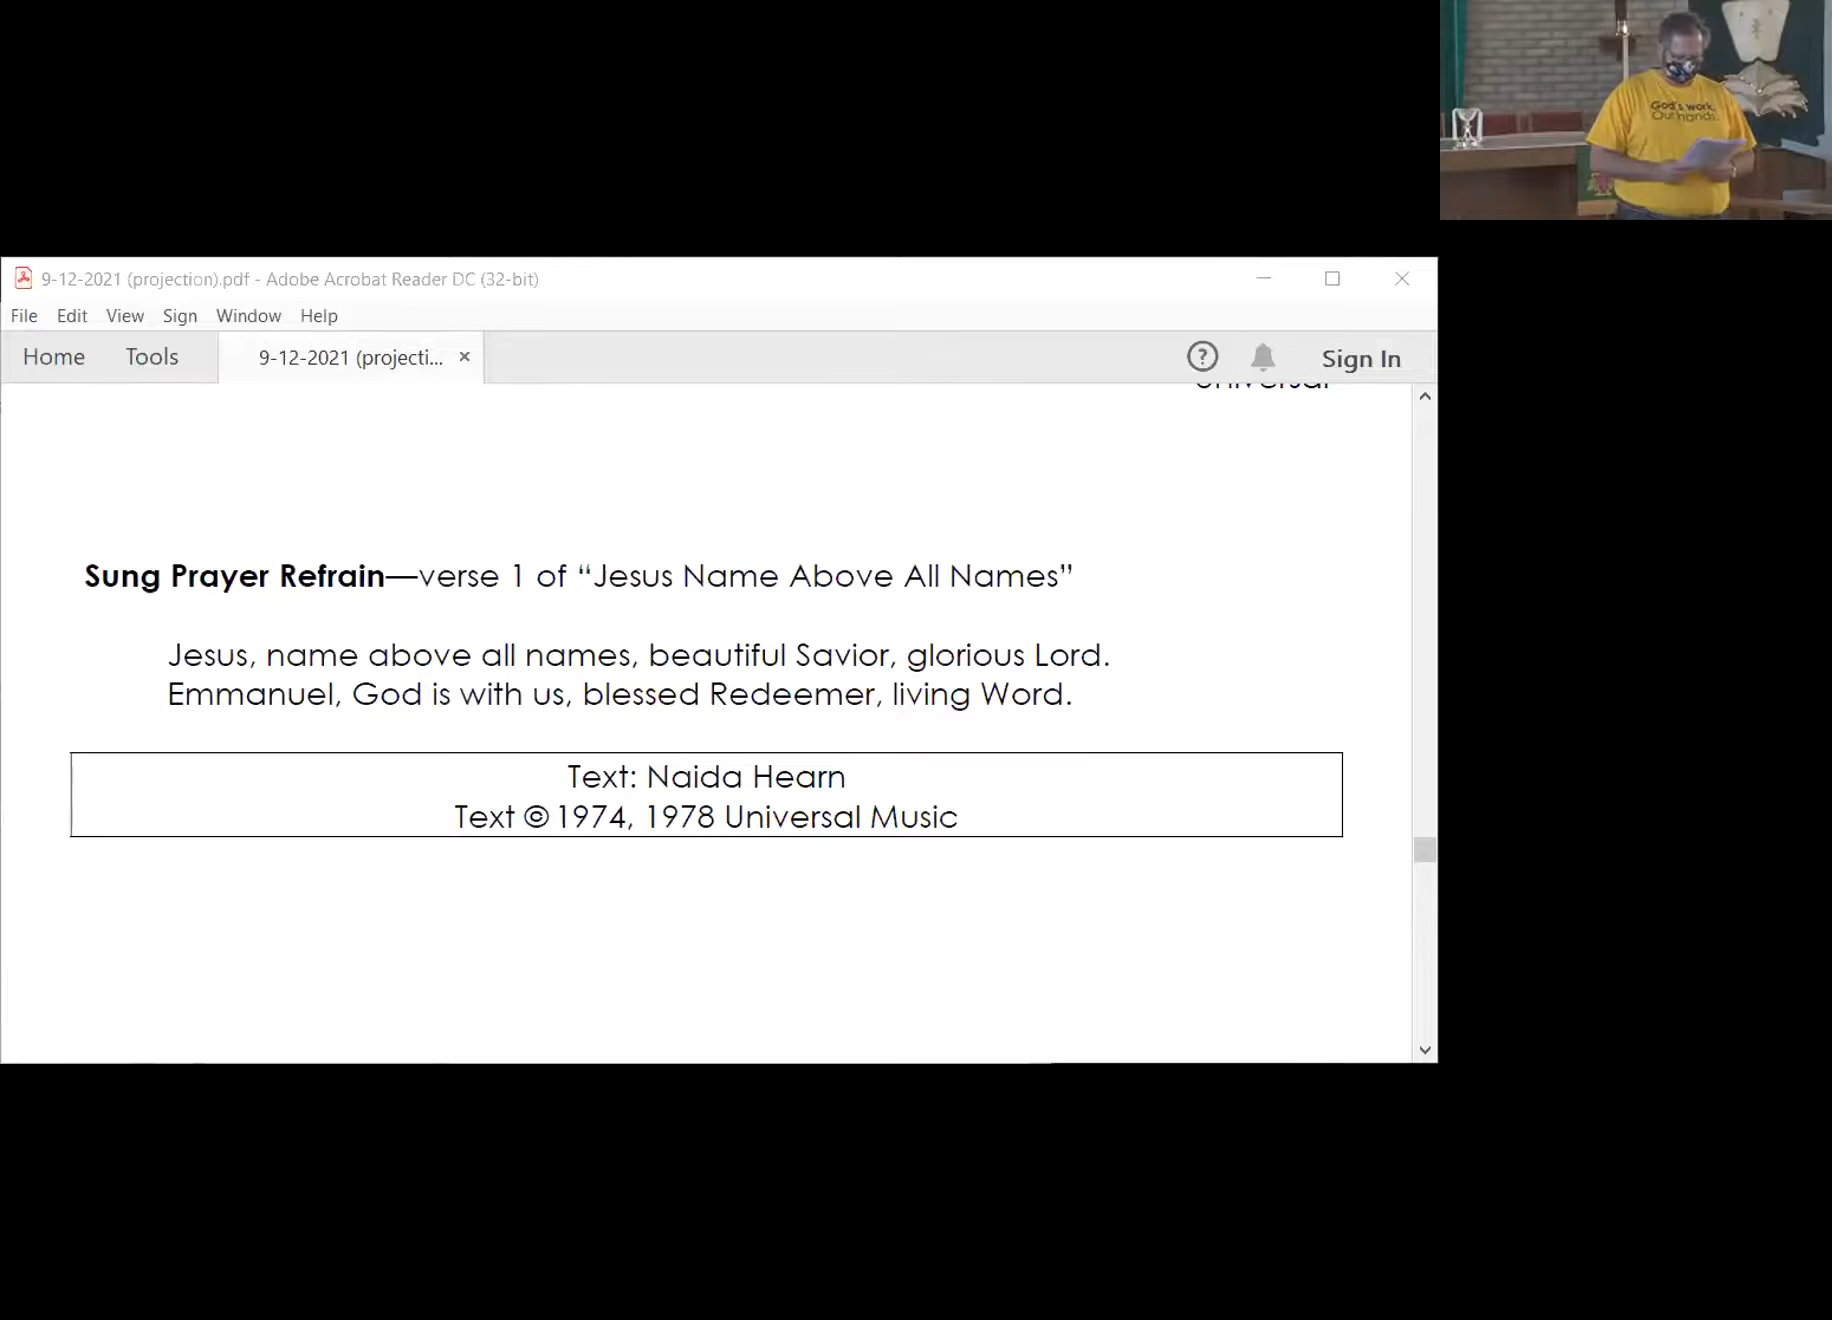 God's work.
Our hands.
9-12-2021 (projection).pdf - Adobe Acrobat Reader DC (32-bit)
File Edit View Sign Window Help
Home Tools 9-12-2021 (projecti... Sign In
Universal
Sung Prayer Refrain—verse 1 of “Jesus Name Above All Names”
Jesus, name above all names, beautiful Savior, glorious Lord.
Emmanuel, God is with us, blessed Redeemer, living Word.
Text: Naida Hearn
Text © 1974, 1978 Universal Music